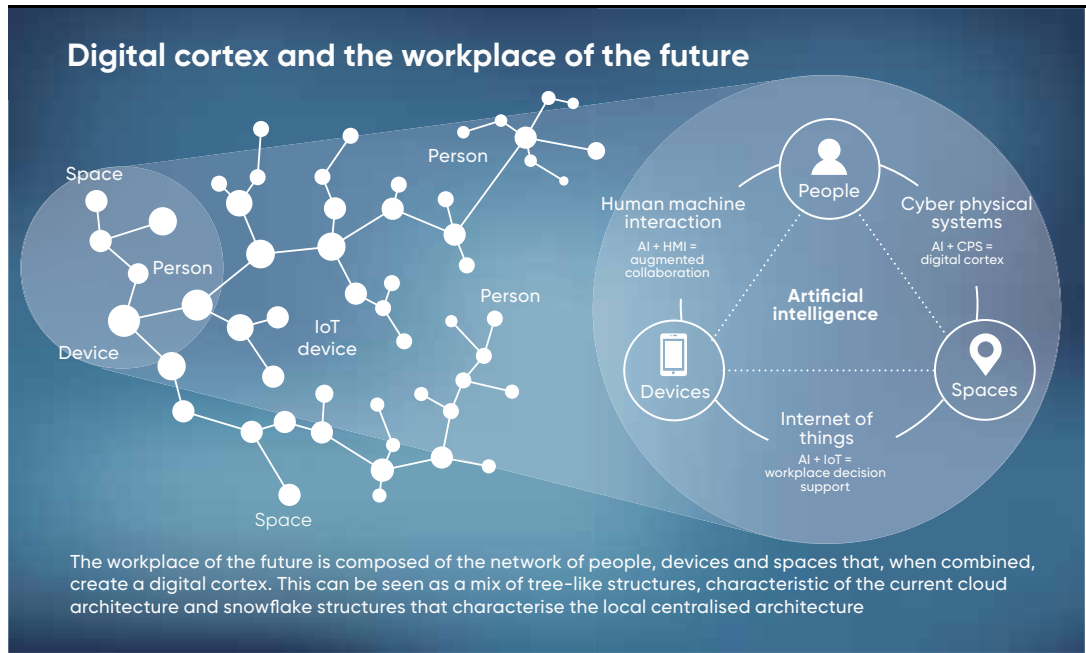 Digital cortex and the workplace of the future
Space
Person
Device
IoT
device
Person
Person
Space
People
Human machine
interaction
AI + HMI =
augmented
collaboration
Cyber physical
systems
AI + CPS =
digital cortex
Artificial
intelligence
Devices
Spaces
Internet of
things
AI + IoT =
workplace decision
support
The workplace of the future is composed of the network of people, devices and spaces that, when combined,
create a digital cortex. This can be seen as a mix of tree-like structures, characteristic of the current cloud
architecture and snowflake structures that characterise the local centralised architecture